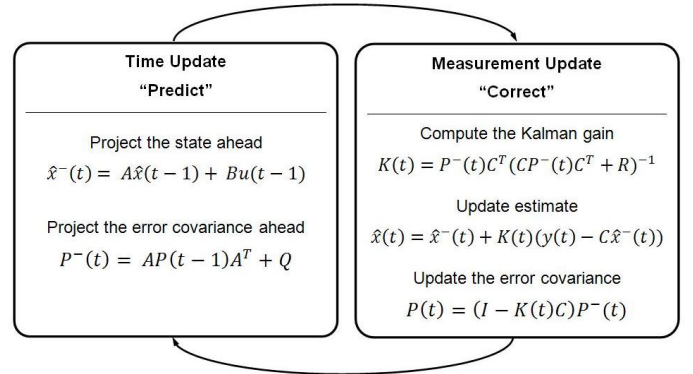 Time Update
“Predict”
Project the state ahead
x̂⁻(t) = Ax̂(t − 1) + Bu(t − 1)
Project the error covariance ahead
P⁻(t) = AP(t − 1)Aᵀ + Q
Measurement Update
“Correct”
Compute the Kalman gain
K(t) = P⁻(t)Cᵀ(CP⁻(t)Cᵀ + R)⁻¹
Update estimate
x̂(t) = x̂⁻(t) + K(t)(y(t) − Cx̂⁻(t))
Update the error covariance
P(t) = (I − K(t)C)P⁻(t)